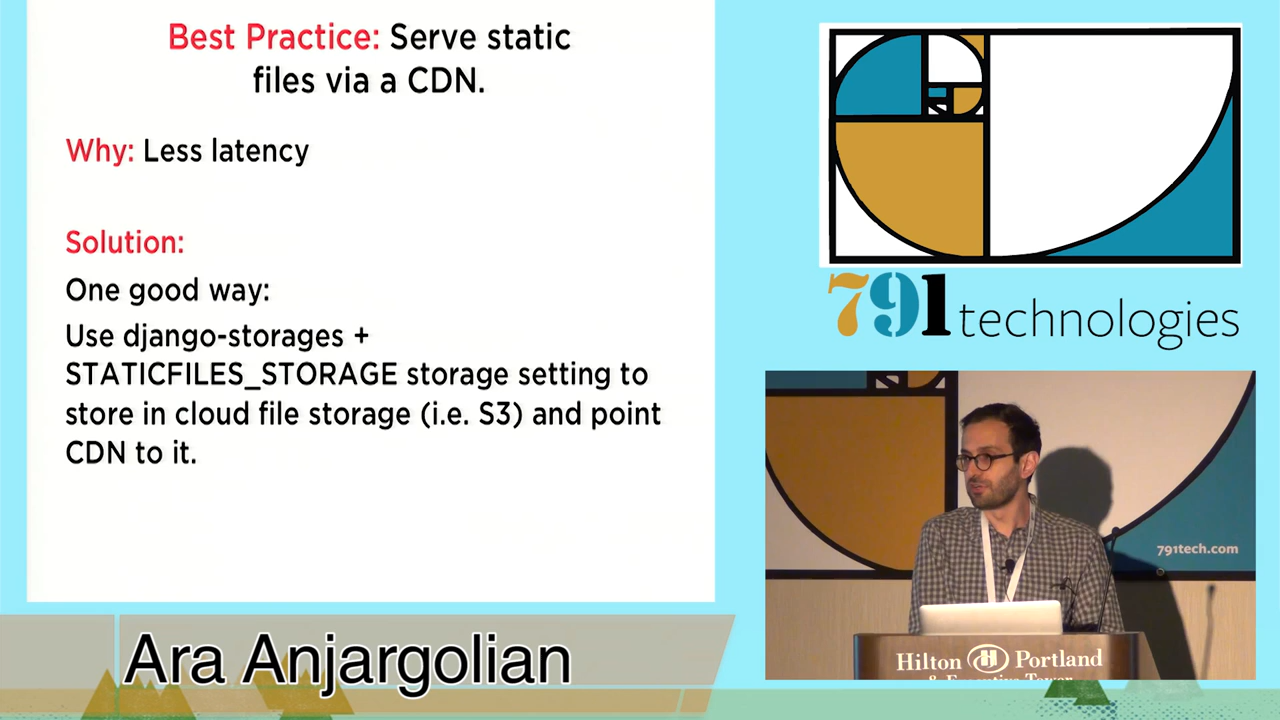 Best Practice: Serve static
files via a CDN.
Why: Less latency
Solution:
One good way:
Use django-storages +
STATICFILES_STORAGE storage setting to
store in cloud file storage (i.e. S3) and point
CDN to it.
791 technologies
791tech.com
Hilton H Portland
& Executive Tower
Ara Anjargolian